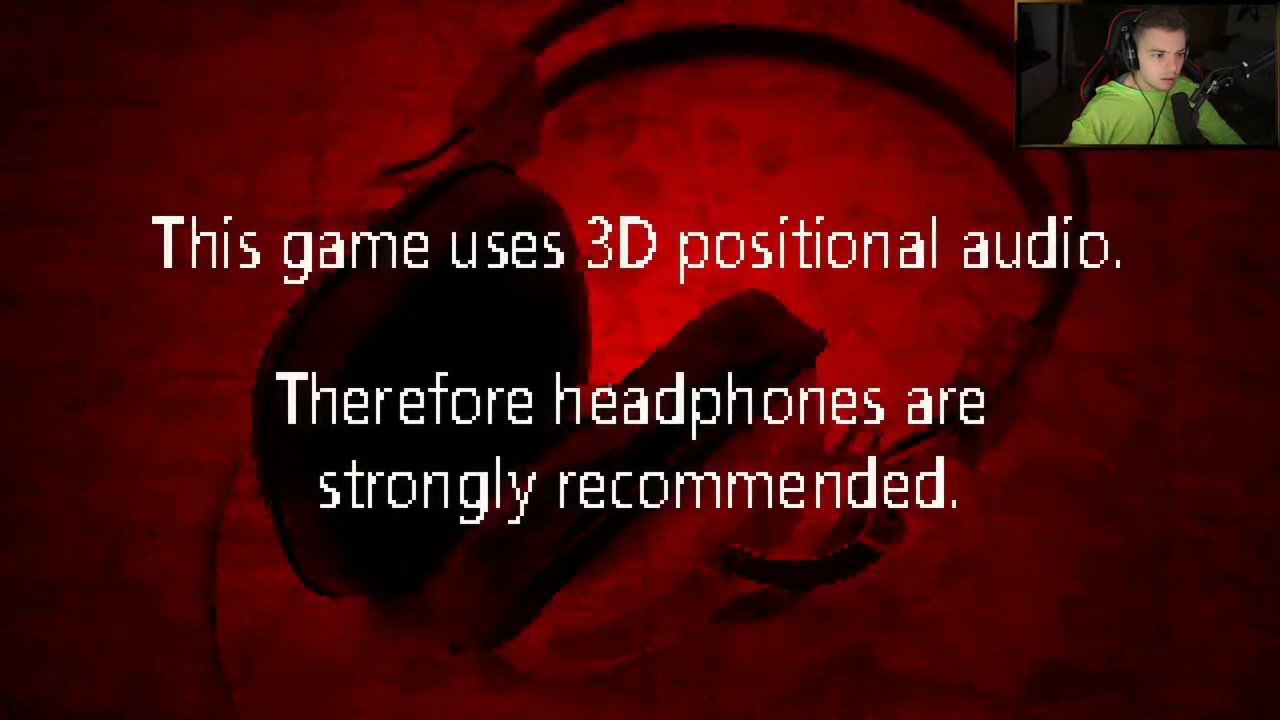 This game uses 3D positional audio.
Therefore headphones are
strongly recommended.